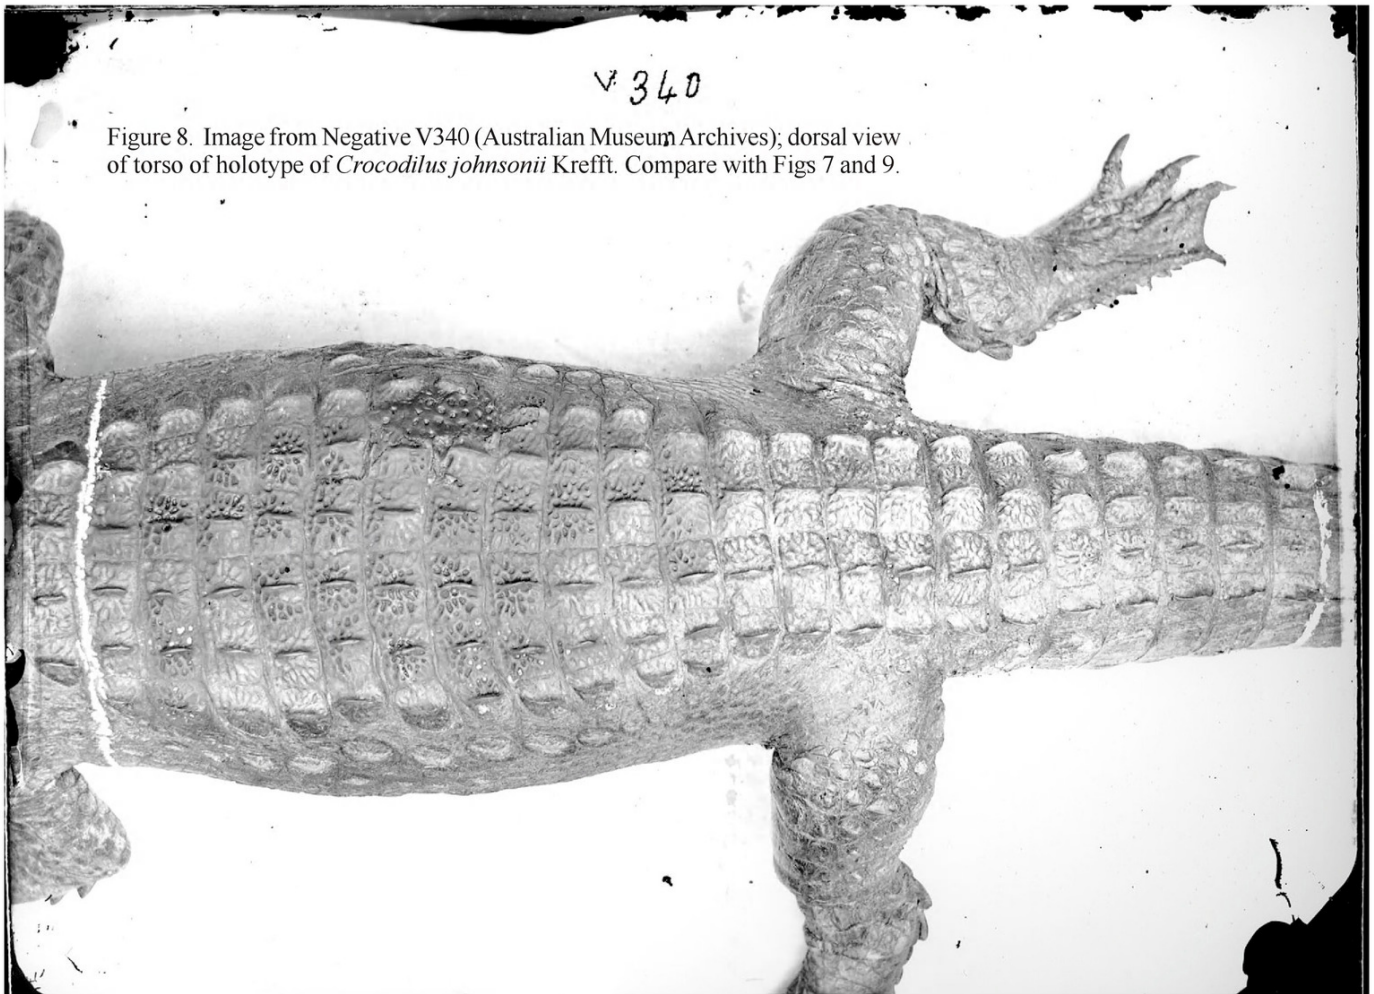 V 340
Figure 8. Image from Negative V340 (Australian Museum Archives); dorsal view
of torso of holotype of Crocodilus johnsonii Krefft. Compare with Figs 7 and 9.